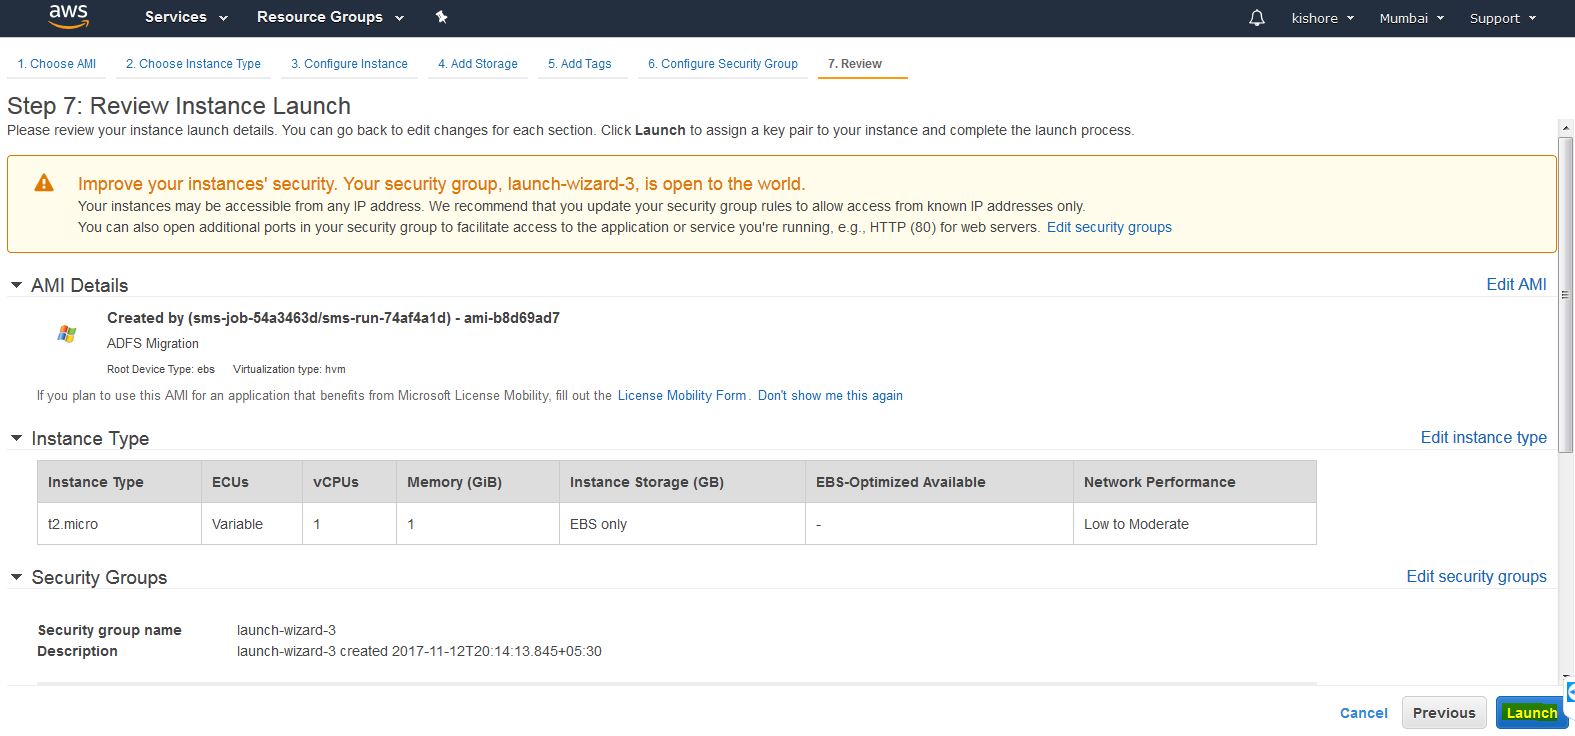 aws Services Resource Groups kishore Mumbai Support
1. Choose AMI 2. Choose Instance Type 3. Configure Instance 4. Add Storage 5. Add Tags 6. Configure Security Group 7. Review
Step 7: Review Instance Launch
Please review your instance launch details. You can go back to edit changes for each section. Click Launch to assign a key pair to your instance and complete the launch process.
Improve your instances' security. Your security group, launch-wizard-3, is open to the world.
Your instances may be accessible from any IP address. We recommend that you update your security group rules to allow access from known IP addresses only.
You can also open additional ports in your security group to facilitate access to the application or service you're running, e.g., HTTP (80) for web servers. Edit security groups
AMI Details Edit AMI
Created by (sms-job-54a3463d/sms-run-74af4a1d) - ami-b8d69ad7
ADFS Migration
Root Device Type: ebs Virtualization type: hvm
If you plan to use this AMI for an application that benefits from Microsoft License Mobility, fill out the License Mobility Form. Don't show me this again
Instance Type Edit instance type
Instance Type ECUs vCPUs Memory (GiB) Instance Storage (GB) EBS-Optimized Available Network Performance
t2.micro Variable 1 1 EBS only - Low to Moderate
Security Groups Edit security groups
Security group name launch-wizard-3
Description launch-wizard-3 created 2017-11-12T20:14:13.845+05:30
Cancel Previous Launch